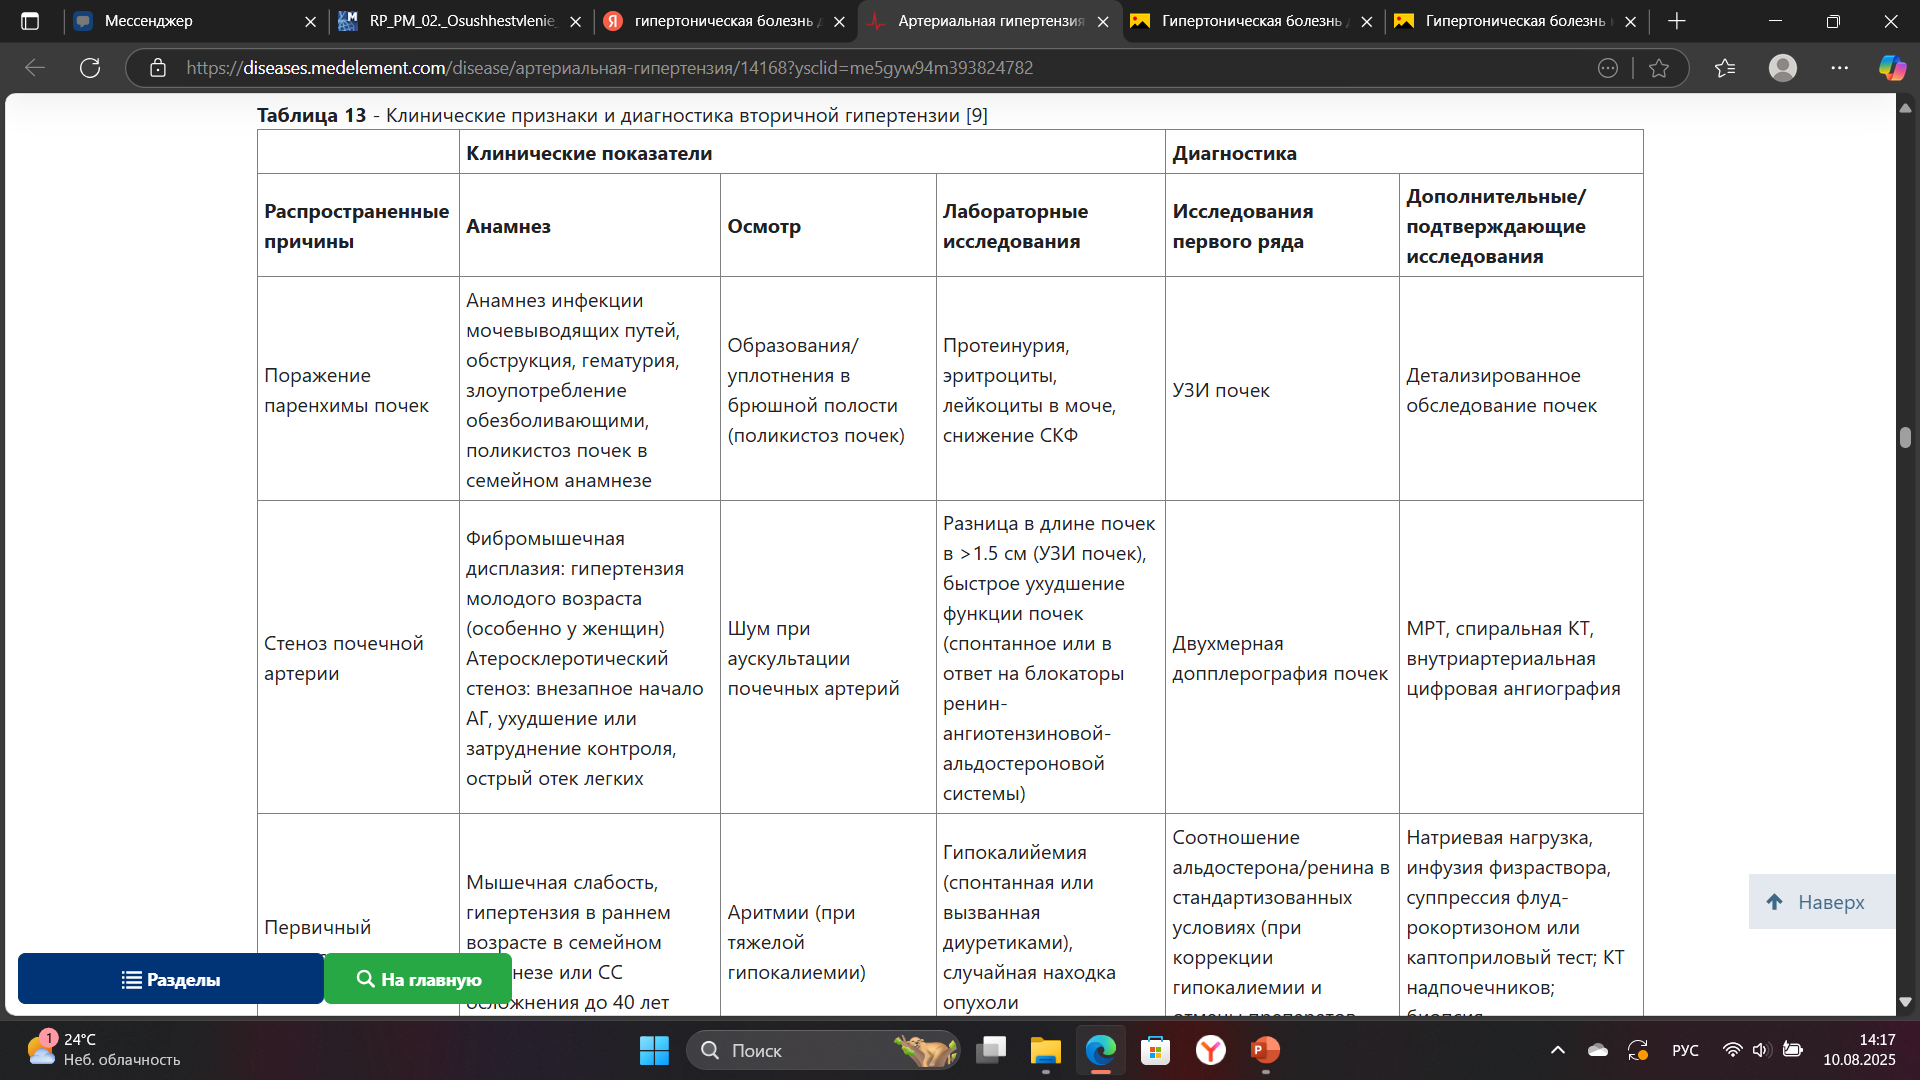 Мессенджер
RP_PM_02._Osushhestvlenie_
гипертоническая болезнь д
Артериальная гипертензия
Гипертоническая болезнь д
Гипертоническая болезнь
https://diseases.medelement.com/disease/артериальная-гипертензия/14168?ysclid=me5gyw94m393824782
Таблица 13 - Клинические признаки и диагностика вторичной гипертензии [9]
Клинические показатели
Диагностика
Распространенные
причины
Анамнез
Осмотр
Лабораторные
исследования
Исследования
первого ряда
Дополнительные/
подтверждающие
исследования
Поражение
паренхимы почек
Анамнез инфекции
мочевыводящих путей,
обструкция, гематурия,
злоупотребление
обезболивающими,
поликистоз почек в
семейном анамнезе
Образования/
уплотнения в
брюшной полости
(поликистоз почек)
Протеинурия,
эритроциты,
лейкоциты в моче,
снижение СКФ
УЗИ почек
Детализированное
обследование почек
Стеноз почечной
артерии
Фибромышечная
дисплазия: гипертензия
молодого возраста
(особенно у женщин)
Атеросклеротический
стеноз: внезапное начало
АГ, ухудшение или
затруднение контроля,
острый отек легких
Шум при
аускультации
почечных артерий
Разница в длине почек
в >1.5 см (УЗИ почек),
быстрое ухудшение
функции почек
(спонтанное или в
ответ на блокаторы
ренин-
ангиотензиновой-
альдостероновой
системы)
Двухмерная
допплерография почек
МРТ, спиральная КТ,
внутриартериальная
цифровая ангиография
Первичный
Мышечная слабость,
гипертензия в раннем
возрасте в семейном
незе или СС
осложнения до 40 лет
Аритмии (при
тяжелой
гипокалиемии)
Гипокалийемия
(спонтанная или
вызванная
диуретиками),
случайная находка
опухоли
Соотношение
альдостерона/ренина в
стандартизованных
условиях (при
коррекции
гипокалиемии и
отмены препаратов
Натриевая нагрузка,
инфузия физраствора,
суппрессия флуд-
рокортизоном или
каптоприловый тест; КТ
надпочечников;
биопсия
Наверх
Разделы
На главную
1
24°C
Неб. облачность
Поиск
РУС
14:17
10.08.2025